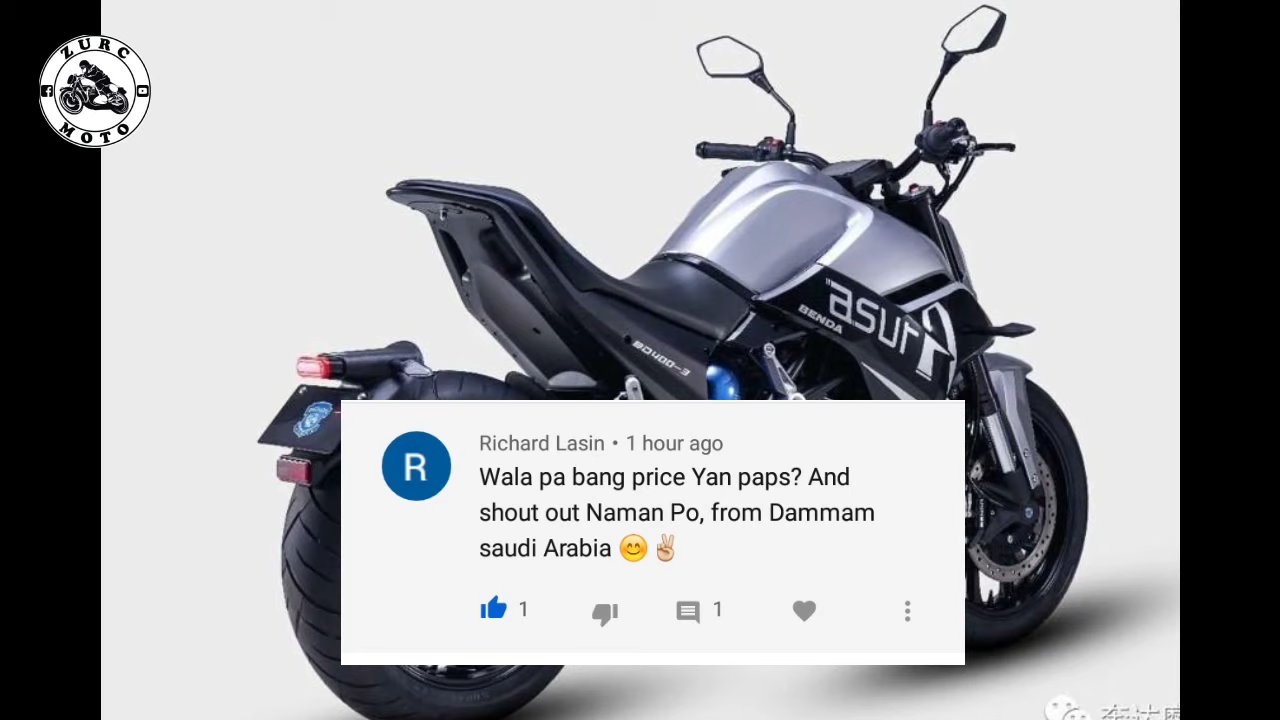 ZURC
MOTO
"asur
BENDA
BD400-3
Richard Lasin • 1 hour ago
Wala pa bang price Yan paps? And
shout out Naman Po, from Dammam
saudi Arabia 😊✌🏼
R
1
1